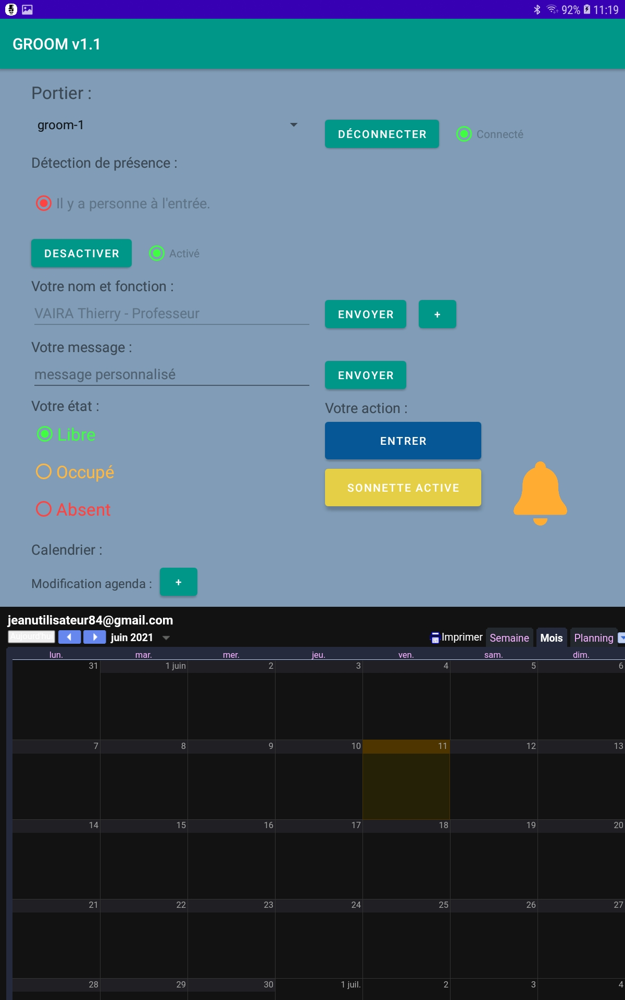 92% 11:19
GROOM v1.1
Portier :
groom-1
DÉCONNECTER Connecté
Détection de présence :
Il y a personne à l'entrée.
DESACTIVER Activé
Votre nom et fonction :
VAIRA Thierry - Professeur ENVOYER +
Votre message :
message personnalisé ENVOYER
Votre état : Votre action :
Libre ENTRER
Occupé SONNETTE ACTIVE
Absent
Calendrier :
Modification agenda : +
jeanutilisateur84@gmail.com
Aujourd'hui juin 2021 Imprimer Semaine Mois Planning
lun. mar. mer. jeu. ven. sam. dim.
31 1 juin 2 3 4 5 6
7 8 9 10 11 12 13
14 15 16 17 18 19 20
21 22 23 24 25 26 27
28 29 30 1 juil. 2 3 4